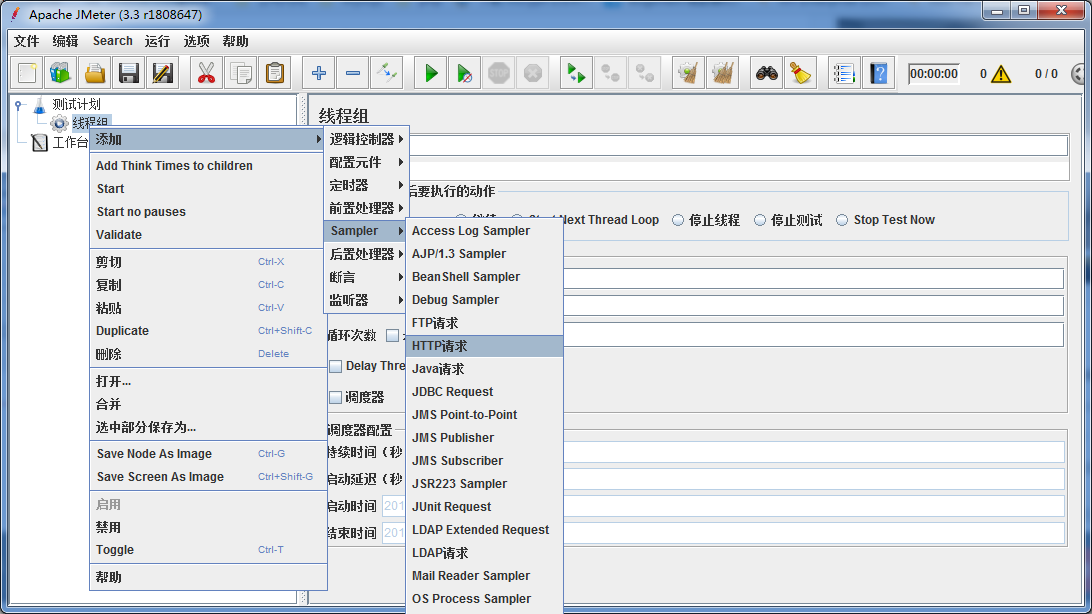 Apache JMeter (3.3 r1808647)
文件 编辑 Search 运行 选项 帮助
STOP 00:00:00 0 0 / 0
测试计划
线程组
工作台
线程组
添加 Ctrl-X
Add Think Times to children
Start
Start no pauses
Validate
剪切 Ctrl-X
复制 Ctrl-C
粘贴 Ctrl-V
Duplicate Ctrl+Shift-C
删除 Delete
打开...
合并
选中部分保存为...
Save Node As Image Ctrl-G
Save Screen As Image Ctrl+Shift-G
启用
禁用
Toggle Ctrl-T
帮助
逻辑控制器
配置元件
定时器
前置处理器
Sampler
后置处理器
断言
监听器
Access Log Sampler
AJP/1.3 Sampler
BeanShell Sampler
Debug Sampler
FTP请求
HTTP请求
Java请求
JDBC Request
JMS Point-to-Point
JMS Publisher
JMS Subscriber
JSR223 Sampler
JUnit Request
LDAP Extended Request
LDAP请求
Mail Reader Sampler
OS Process Sampler
后要执行的动作
Next Thread Loop 停止线程 停止测试 Stop Test Now
循环次数
Delay Thre
调度器
调度器配置
持续时间（秒
启动延迟（秒
启动时间 201
结束时间 201